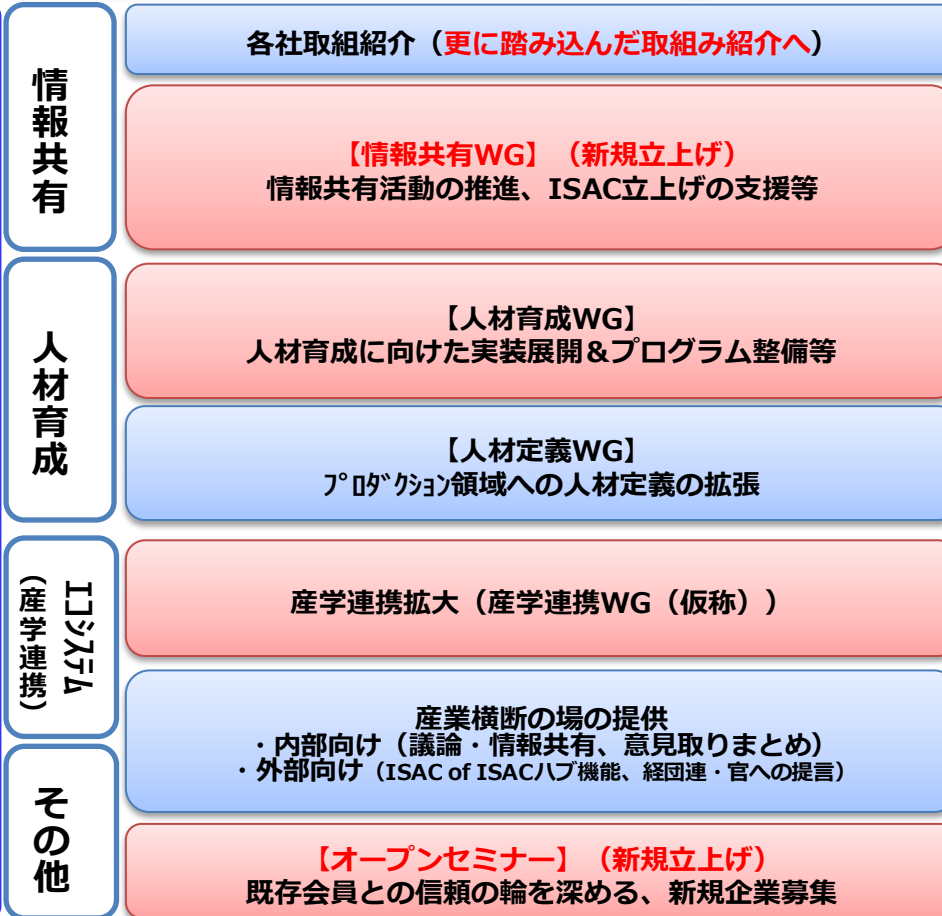 情報共有
各社取組紹介（更に踏み込んだ取組み紹介へ）
【情報共有WG】（新規立上げ）
情報共有活動の推進、ISAC立上げの支援等
人材育成
【人材育成WG】
人材育成に向けた実装展開＆プログラム整備等
【人材定義WG】
ﾌﾟﾛﾀﾞｸｼｮﾝ領域への人材定義の拡張
ｴｺｼｽﾃﾑ
(産学連携)
産学連携拡大（産学連携WG（仮称））
産業横断の場の提供
・内部向け（議論・情報共有、意見取りまとめ）
・外部向け（ISAC of ISACハブ機能、経団連・官への提言）
その他
【オープンセミナー】（新規立上げ）
既存会員との信頼の輪を深める、新規企業募集